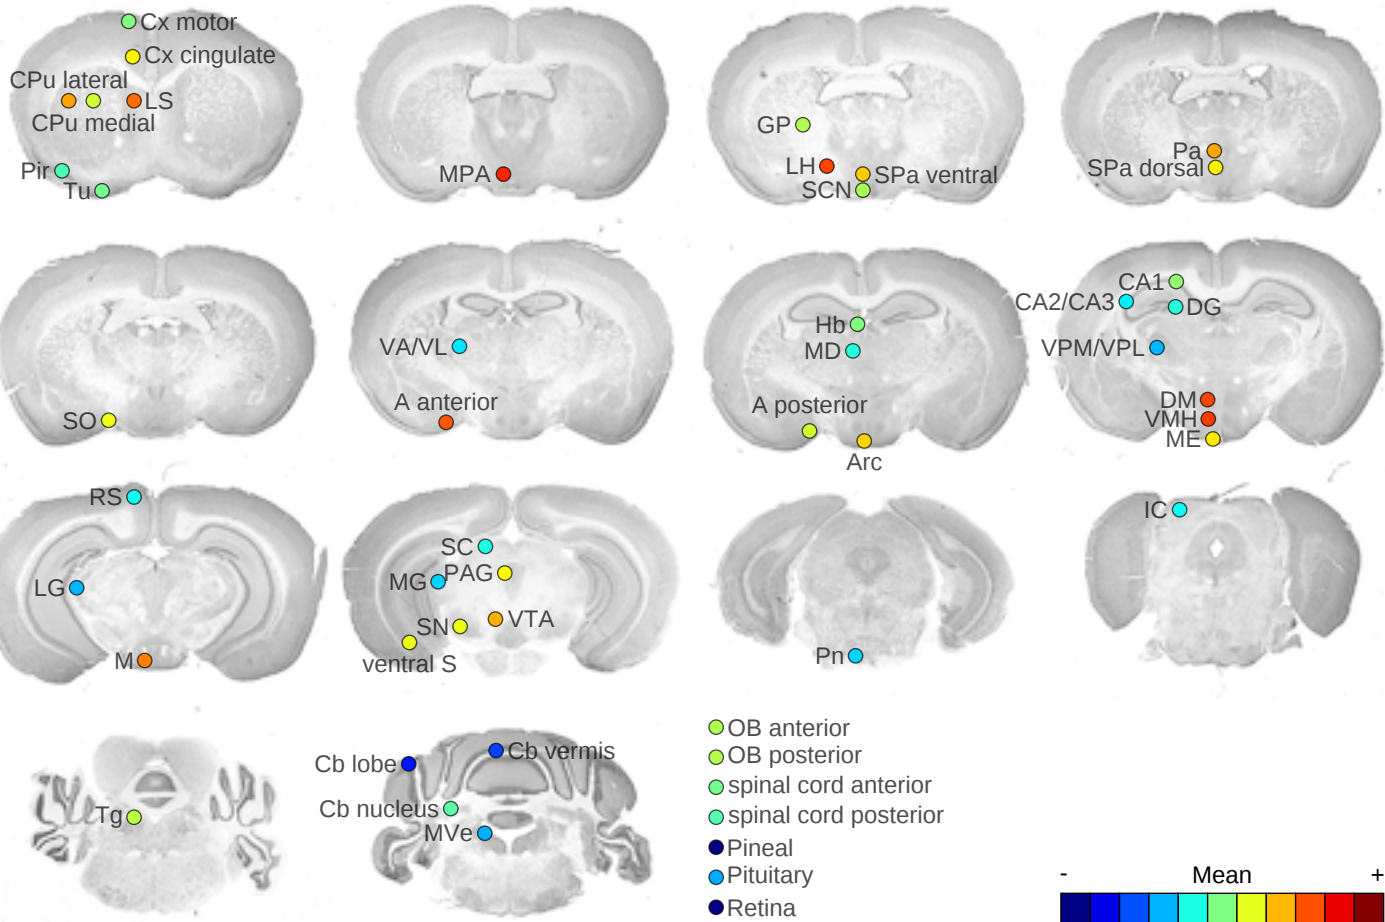 Cx motor
Cx cingulate
CPu lateral
LS
CPu medial
Pir
Tu
MPA
GP
LH
SPa ventral
SCN
Pa
SPa dorsal
SO
VA/VL
A anterior
Hb
MD
A posterior
Arc
CA1
CA2/CA3
DG
VPM/VPL
DM
VMH
ME
RS
LG
M
SC
MG
PAG
SN
VTA
ventral S
Pn
IC
Tg
Cb lobe
Cb vermis
Cb nucleus
MVe
OB anterior
OB posterior
spinal cord anterior
spinal cord posterior
Pineal
Pituitary
Retina
- Mean +